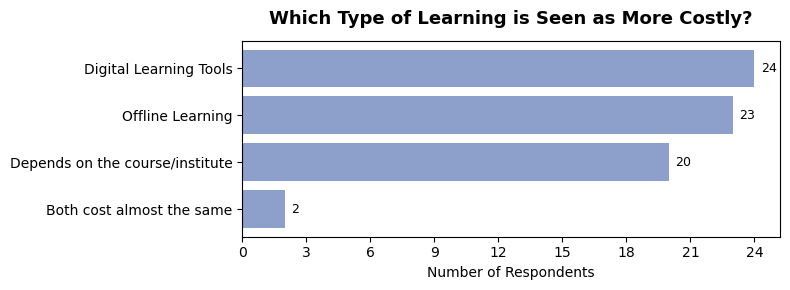 Which Type of Learning is Seen as More Costly?
Digital Learning Tools 24
Offline Learning 23
Depends on the course/institute 20
Both cost almost the same 2
0 3 6 9 12 15 18 21 24
Number of Respondents